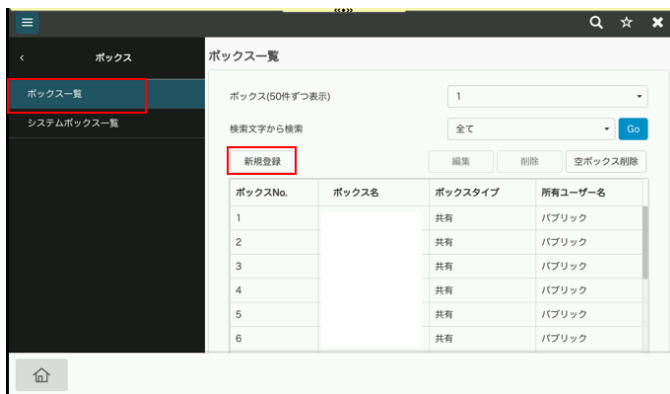 ボックス
ボックス一覧
システムボックス一覧
ボックス一覧
ボックス(50件ずつ表示)
1
検索文字から検索
全て
Go
新規登録
編集
削除
空ボックス削除
ボックスNo. ボックス名 ボックスタイプ 所有ユーザー名
1 共有 パブリック
2 共有 パブリック
3 共有 パブリック
4 共有 パブリック
5 共有 パブリック
6 共有 パブリック